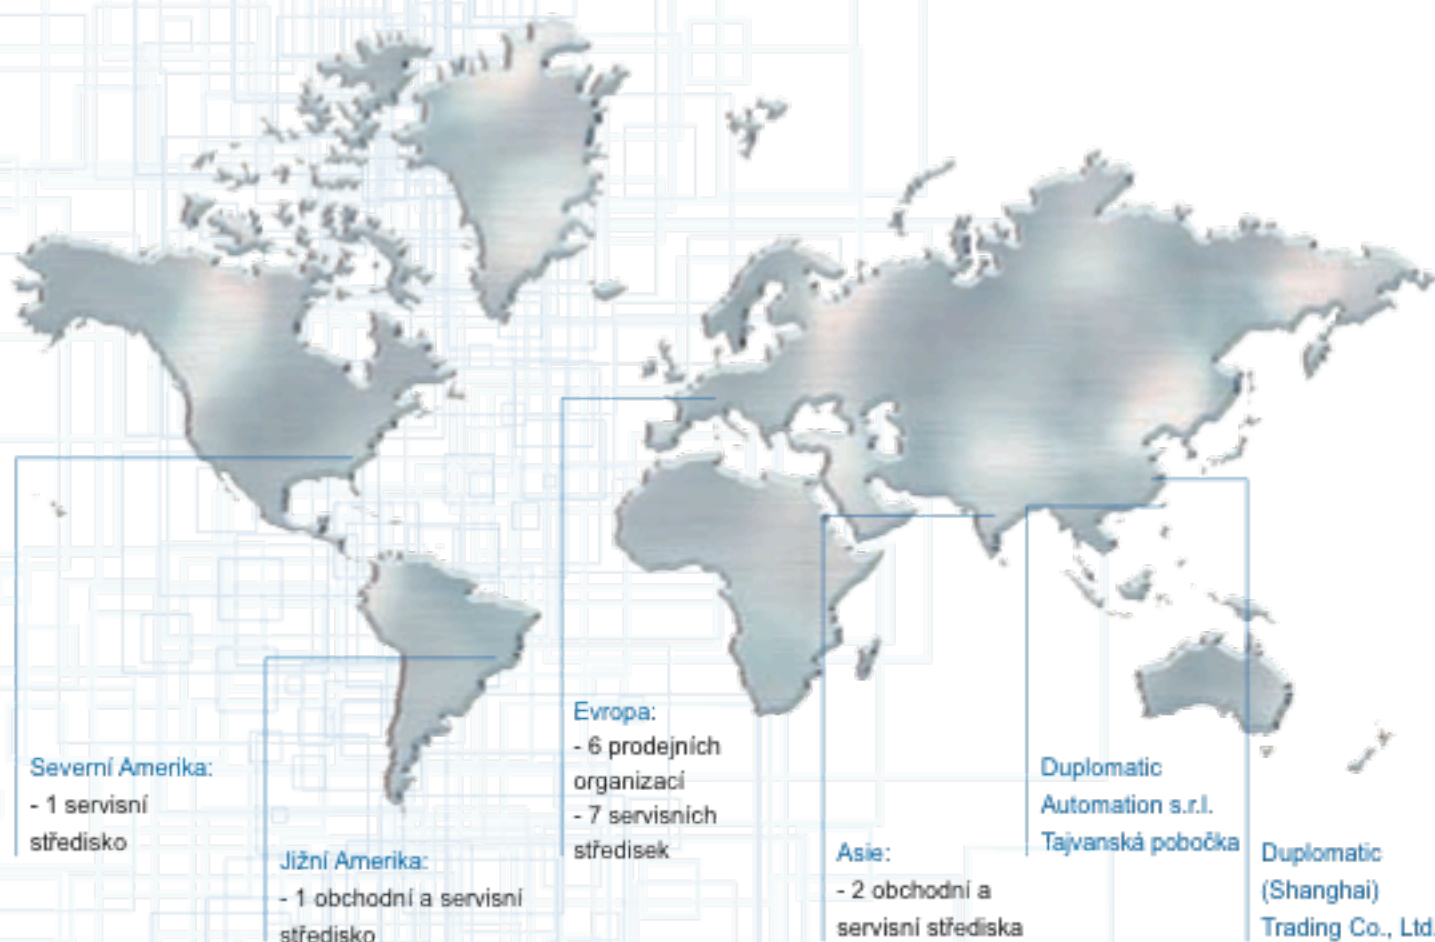 Severní Amerika:
- 1 servisní
středisko
Jižní Amerika:
- 1 obchodní a servisní
středisko
Evropa:
- 6 prodejních
organizací
- 7 servisních
středisek
Asie:
- 2 obchodní a
servisní střediska
Duplomatic
Automation s.r.l.
Tajvanská pobočka
Duplomatic
(Shanghai)
Trading Co., Ltd.